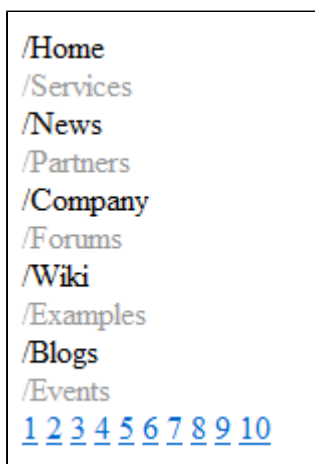 /Home
/Services
/News
/Partners
/Company
/Forums
/Wiki
/Examples
/Blogs
/Events
1 2 3 4 5 6 7 8 9 10